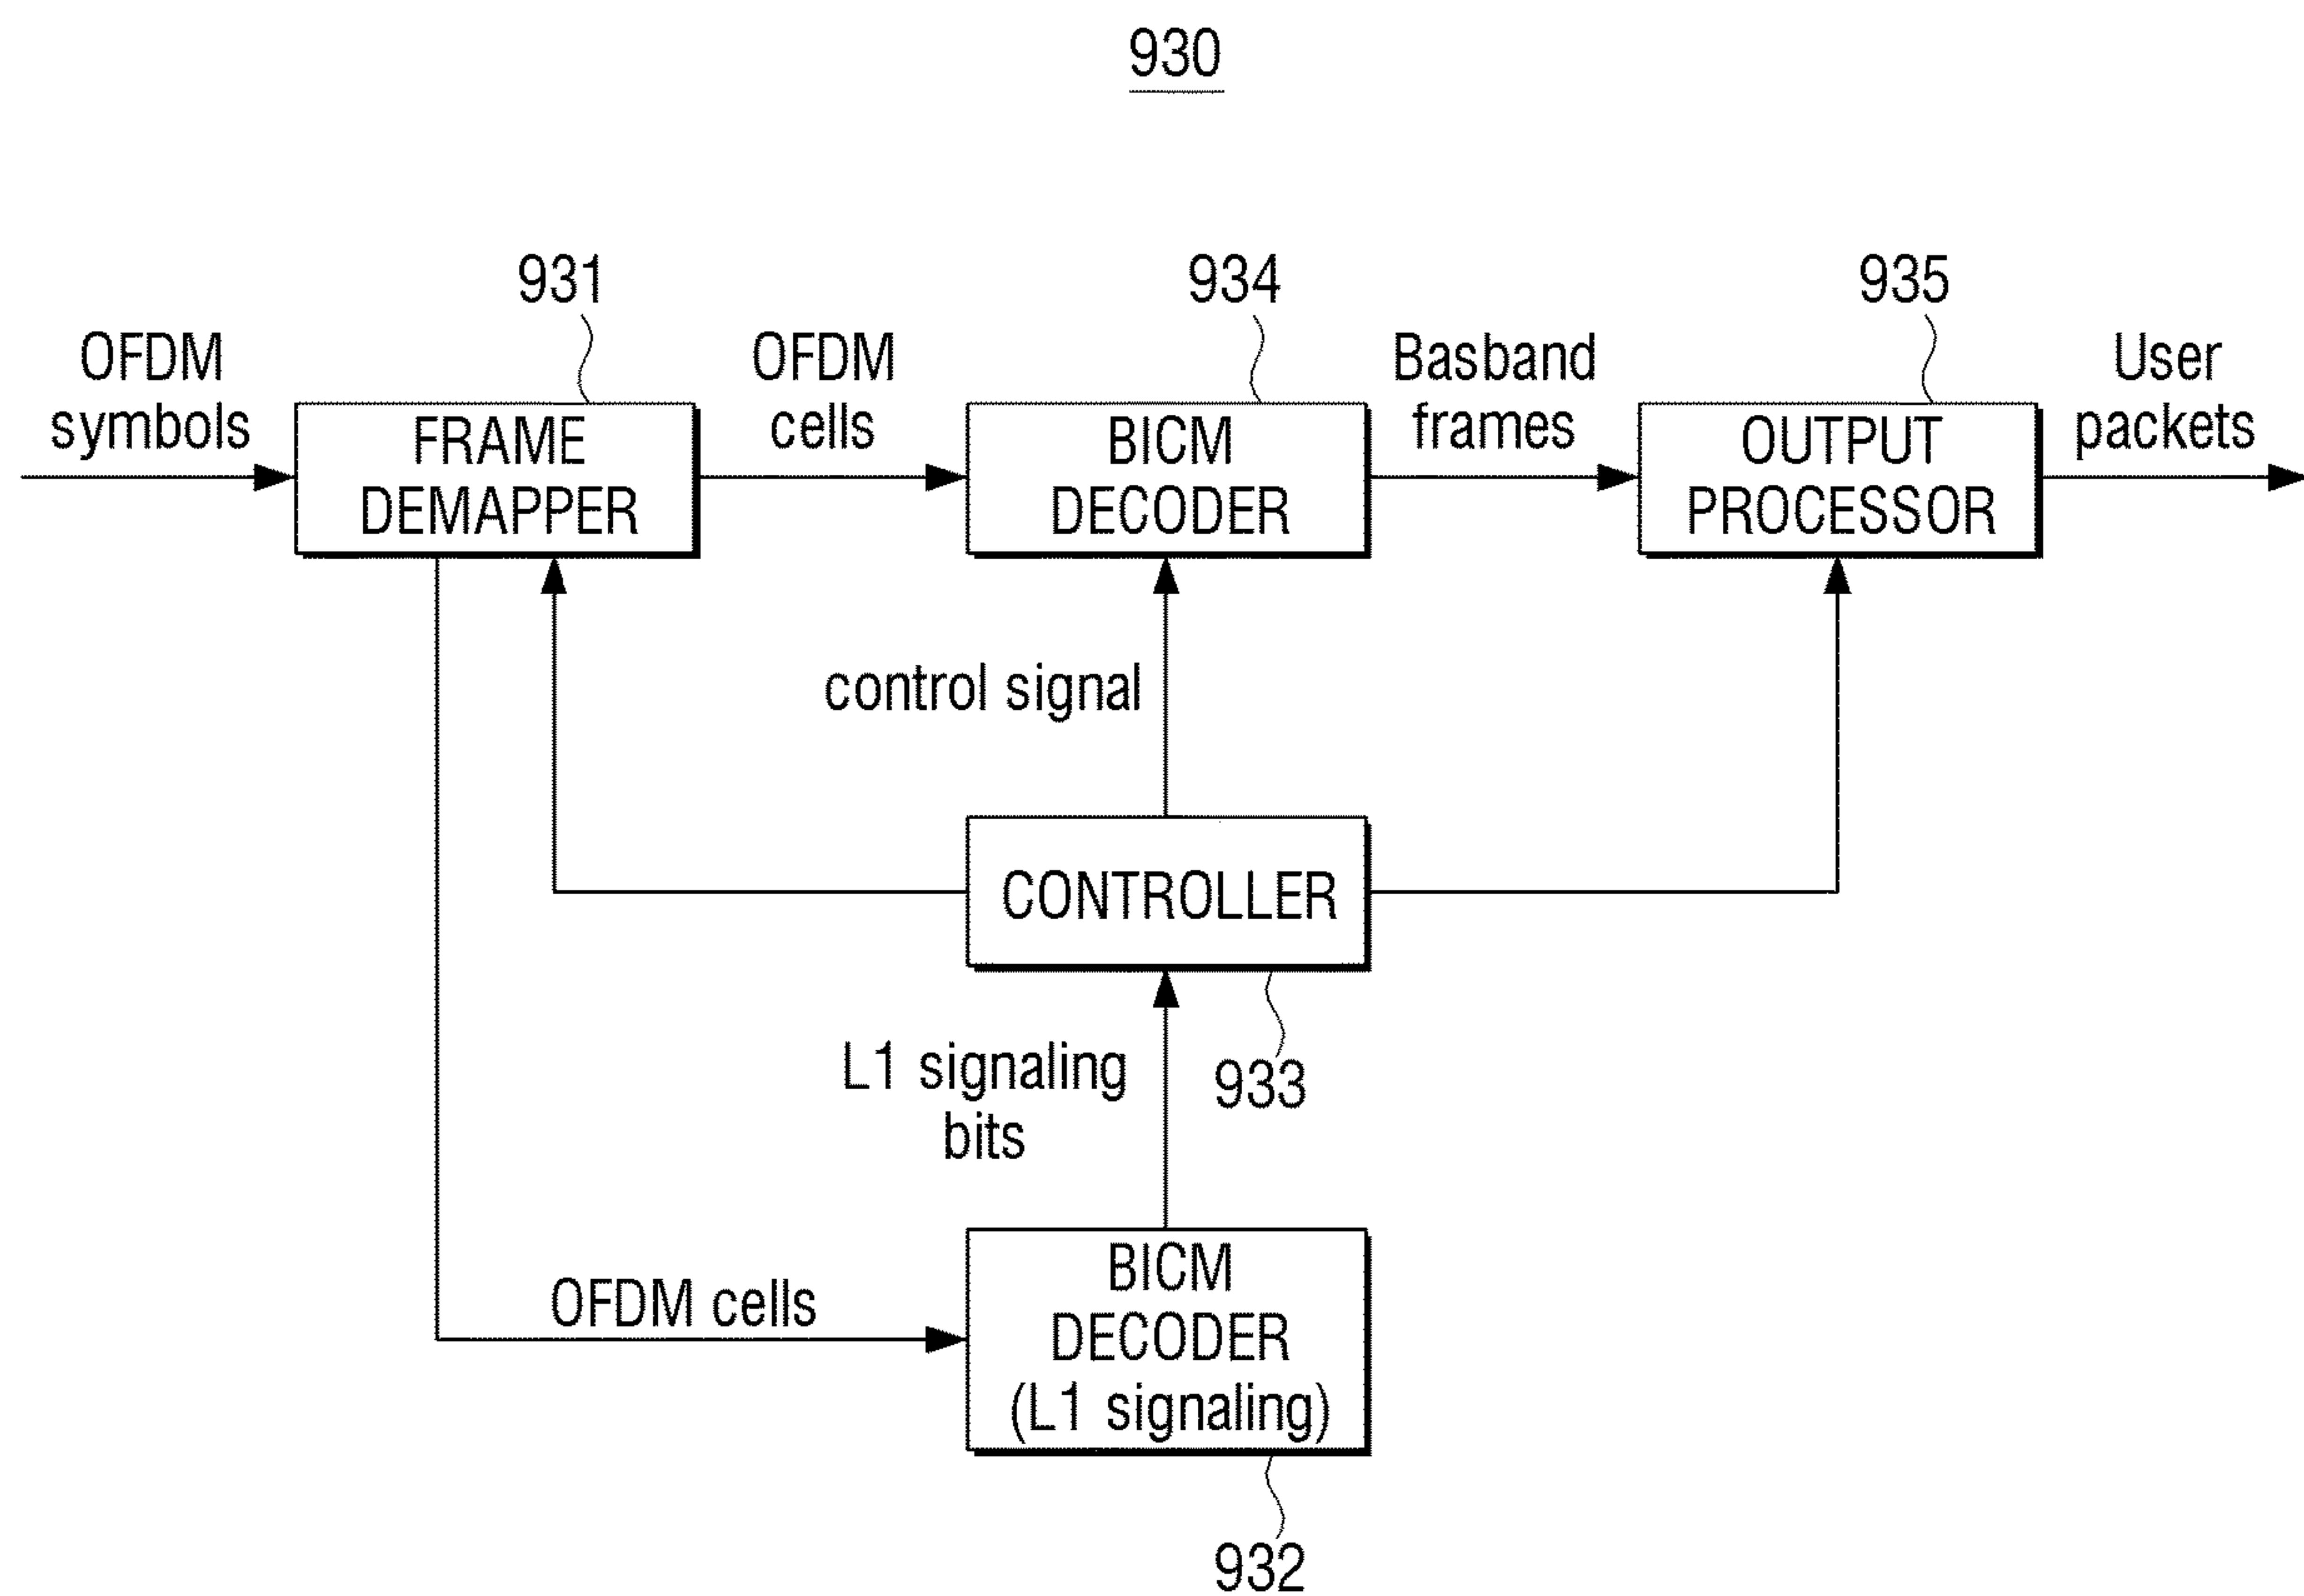 930
931
934
935
OFDM
symbols
FRAME
DEMAPPER
OFDM
cells
BICM
DECODER
Basband
frames
OUTPUT
PROCESSOR
User
packets
control signal
CONTROLLER
L1 signaling
bits
933
OFDM cells
BICM
DECODER
(L1 signaling)
932